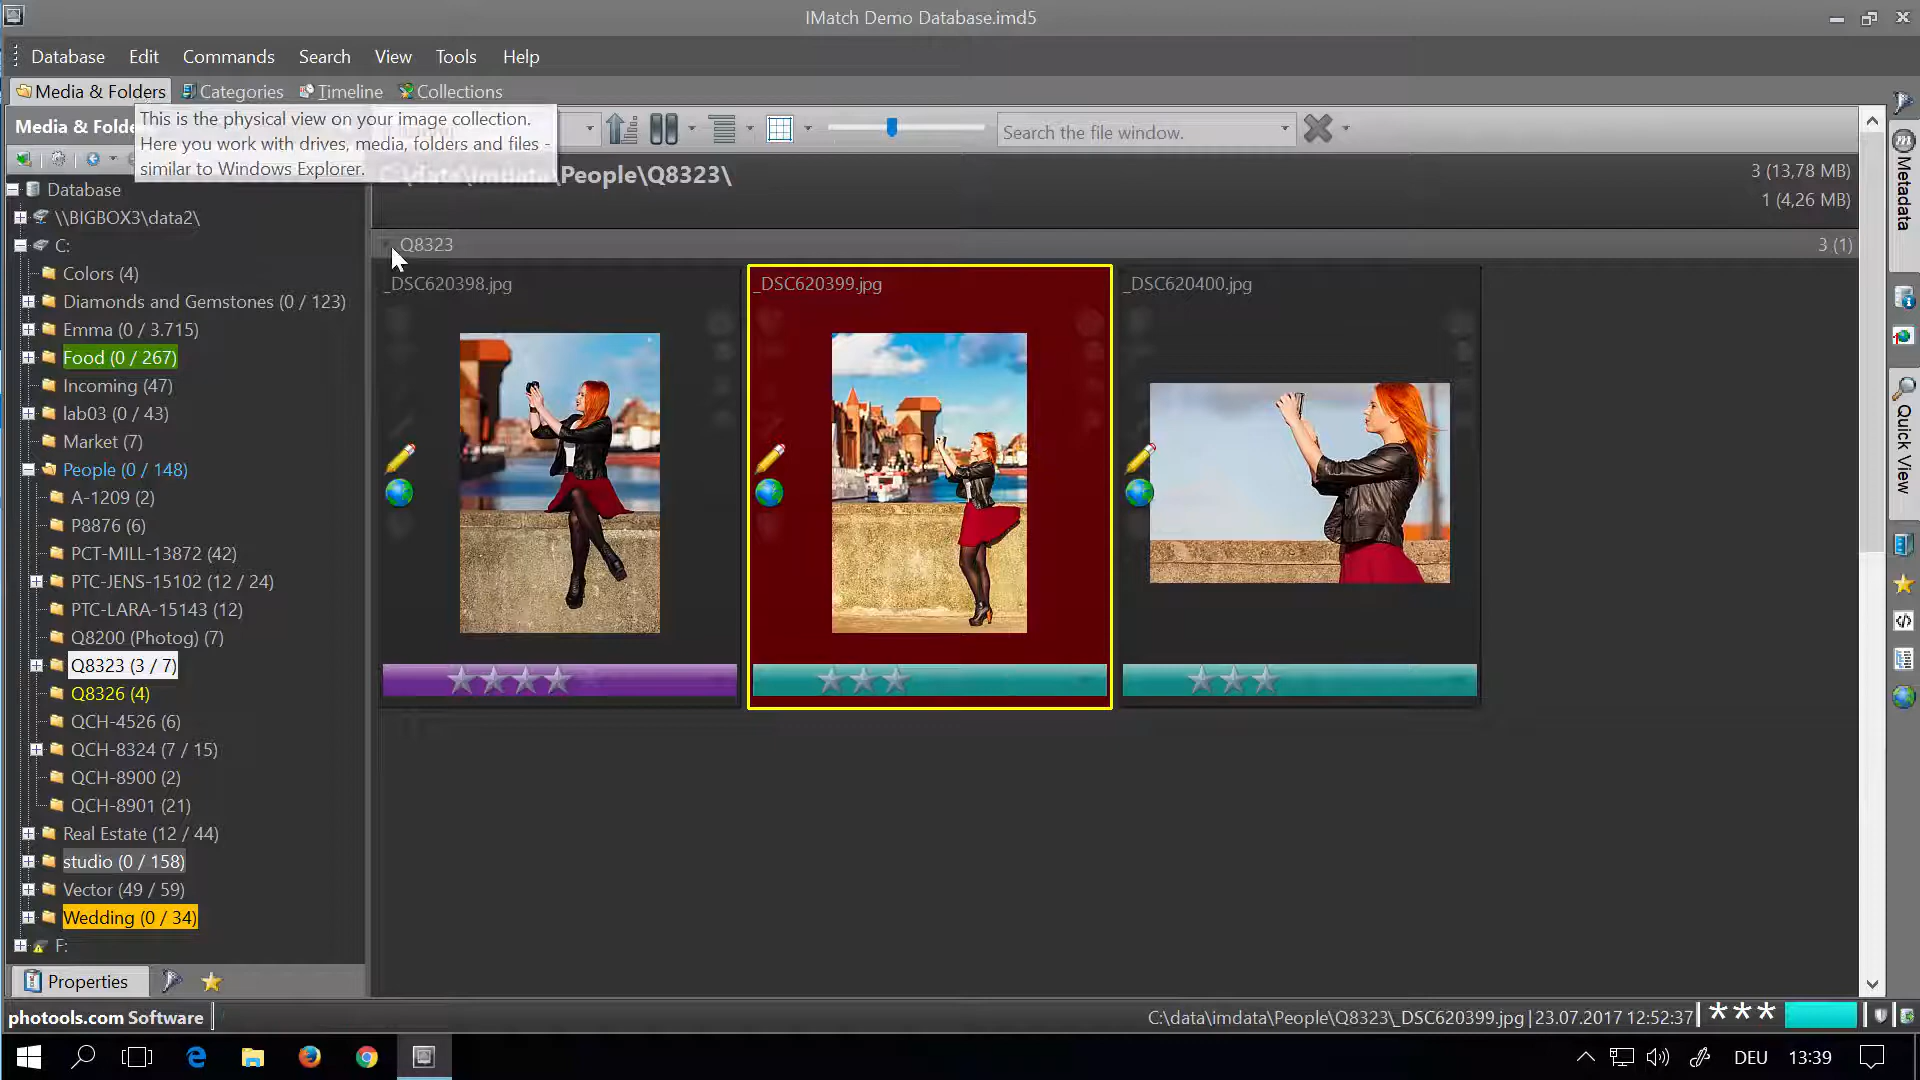 IMatch Demo Database.imd5
Database Edit Commands Search View Tools Help
Media & Folders Categories Timeline Collections
This is the physical view on your image collection.
Here you work with drives, media, folders and files -
similar to Windows Explorer.
Media & Folde
Search the file window.
C:\data\imdata\People\Q8323\
3 (13,78 MB)
1 (4,26 MB)
Database
\\BIGBOX3\data2\
C:
Colors (4)
Diamonds and Gemstones (0 / 123)
Emma (0 / 3.715)
Food (0 / 267)
Incoming (47)
lab03 (0 / 43)
Market (7)
People (0 / 148)
A-1209 (2)
P8876 (6)
PCT-MILL-13872 (42)
PTC-JENS-15102 (12 / 24)
PTC-LARA-15143 (12)
Q8200 (Photog) (7)
Q8323 (3 / 7)
Q8326 (4)
QCH-4526 (6)
QCH-8324 (7 / 15)
QCH-8900 (2)
QCH-8901 (21)
Real Estate (12 / 44)
studio (0 / 158)
Vector (49 / 59)
Wedding (0 / 34)
F:
Properties
Q8323
3 (1)
_DSC620398.jpg
_DSC620399.jpg
_DSC620400.jpg
m Metadata
Quick View
photools.com Software
C:\data\imdata\People\Q8323\_DSC620399.jpg | 23.07.2017 12:52:37 ***
DEU 13:39